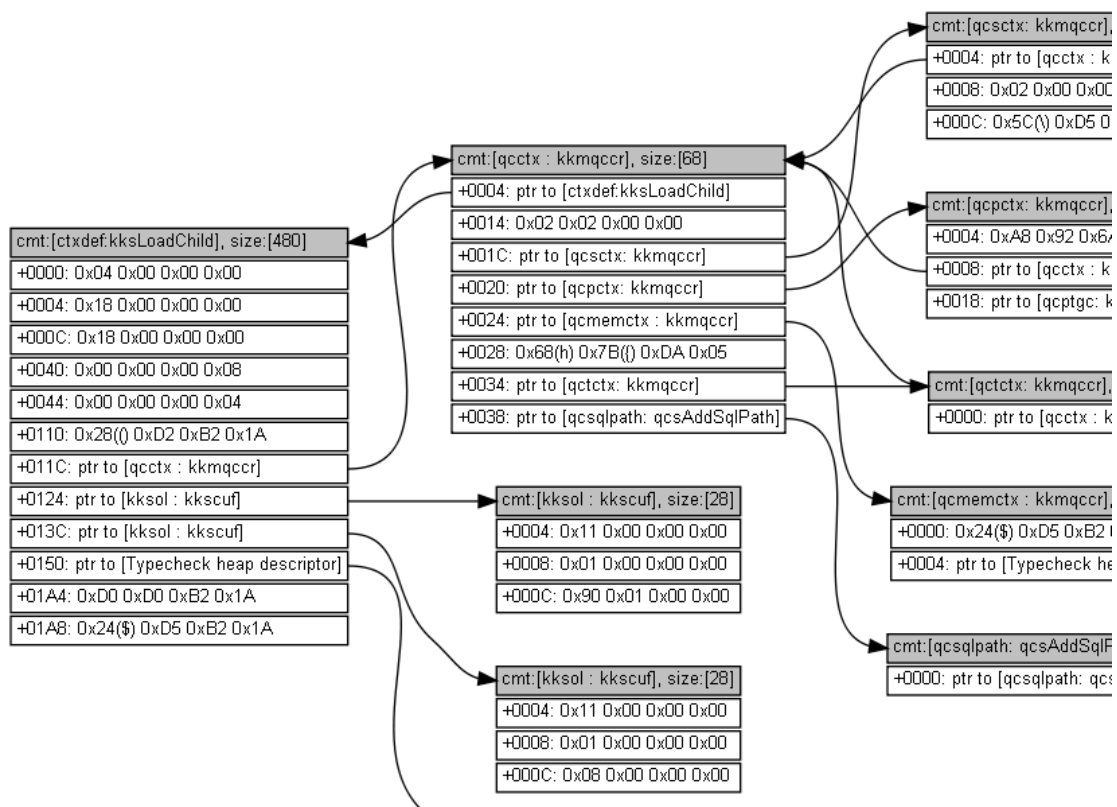 cmt:[ctxdef:kksLoadChild], size:[480]
+0000: 0x04 0x00 0x00 0x00
+0004: 0x18 0x00 0x00 0x00
+000C: 0x18 0x00 0x00 0x00
+0040: 0x00 0x00 0x00 0x08
+0044: 0x00 0x00 0x00 0x04
+0110: 0x28(() 0xD2 0xB2 0x1A
+011C: ptr to [qcctx : kkmqccr]
+0124: ptr to [kksol : kkscuf]
+013C: ptr to [kksol : kkscuf]
+0150: ptr to [Typecheck heap descriptor]
+01A4: 0xD0 0xD0 0xB2 0x1A
+01A8: 0x24($) 0xD5 0xB2 0x1A
cmt:[qcctx : kkmqccr], size:[68]
+0004: ptr to [ctxdef:kksLoadChild]
+0014: 0x02 0x02 0x00 0x00
+001C: ptr to [qcsctx: kkmqccr]
+0020: ptr to [qcpctx: kkmqccr]
+0024: ptr to [qcmemctx : kkmqccr]
+0028: 0x68(h) 0x7B({) 0xDA 0x05
+0034: ptr to [qctctx: kkmqccr]
+0038: ptr to [qcsqlpath: qcsAddSqlPath]
cmt:[kksol : kkscuf], size:[28]
+0004: 0x11 0x00 0x00 0x00
+0008: 0x01 0x00 0x00 0x00
+000C: 0x90 0x01 0x00 0x00
cmt:[kksol : kkscuf], size:[28]
+0004: 0x11 0x00 0x00 0x00
+0008: 0x01 0x00 0x00 0x00
+000C: 0x08 0x00 0x00 0x00
cmt:[qcsctx: kkmqccr],
+0004: ptr to [qcctx : k
+0008: 0x02 0x00 0x00
+000C: 0x5C(\) 0xD5 0
cmt:[qcpctx: kkmqccr],
+0004: 0xA8 0x92 0x6A
+0008: ptr to [qcctx : k
+0018: ptr to [qcptgc: k
cmt:[qctctx: kkmqccr],
+0000: ptr to [qcctx : k
cmt:[qcmemctx : kkmqccr],
+0000: 0x24($) 0xD5 0xB2
+0004: ptr to [Typecheck he
cmt:[qcsqlpath: qcsAddSqlP
+0000: ptr to [qcsqlpath: qcs